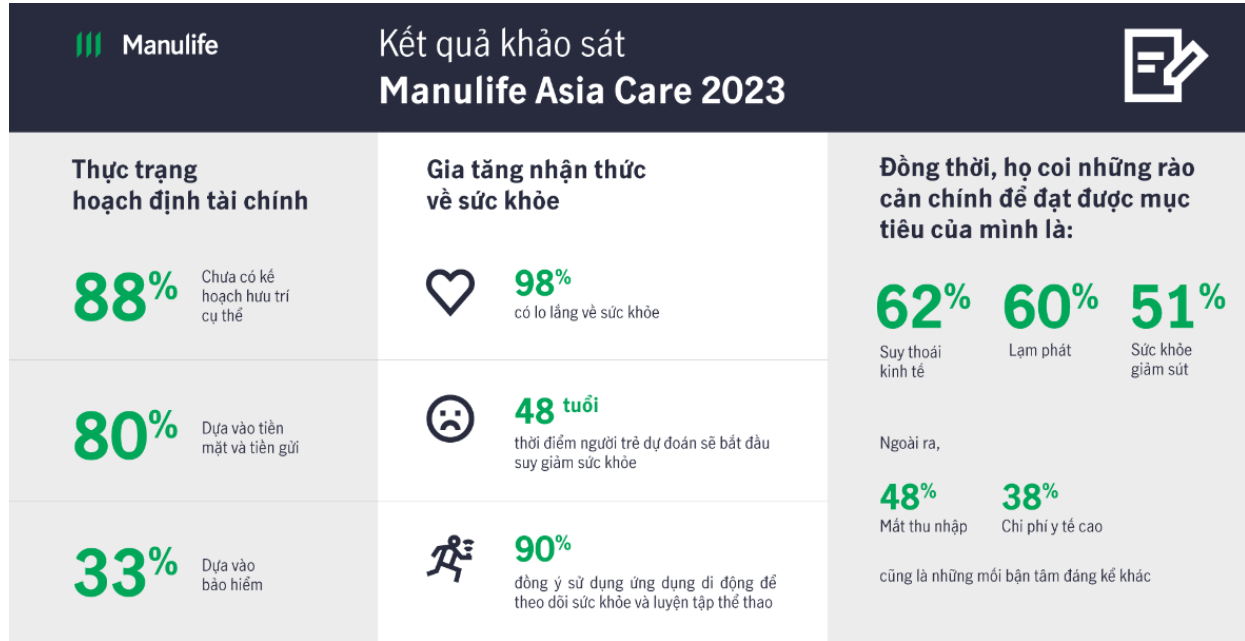 Manulife
Kết quả khảo sát
Manulife Asia Care 2023
Thực trạng
hoạch định tài chính
88%
Chưa có kế
hoạch hưu trí
cụ thể
80%
Dựa vào tiền
mặt và tiền gửi
33%
Dựa vào
bảo hiểm
Gia tăng nhận thức
về sức khỏe
98%
có lo lắng về sức khỏe
48 tuổi
thời điểm người trẻ dự đoán sẽ bắt đầu
suy giảm sức khỏe
90%
đồng ý sử dụng ứng dụng di động để
theo dõi sức khỏe và luyện tập thể thao
Đồng thời, họ coi những rào
cản chính để đạt được mục
tiêu của mình là:
62%
Suy thoái
kinh tế
60%
Lạm phát
51%
Sức khỏe
giảm sút
Ngoài ra,
48%
Mất thu nhập
38%
Chi phí y tế cao
cũng là những mối bận tâm đáng kể khác